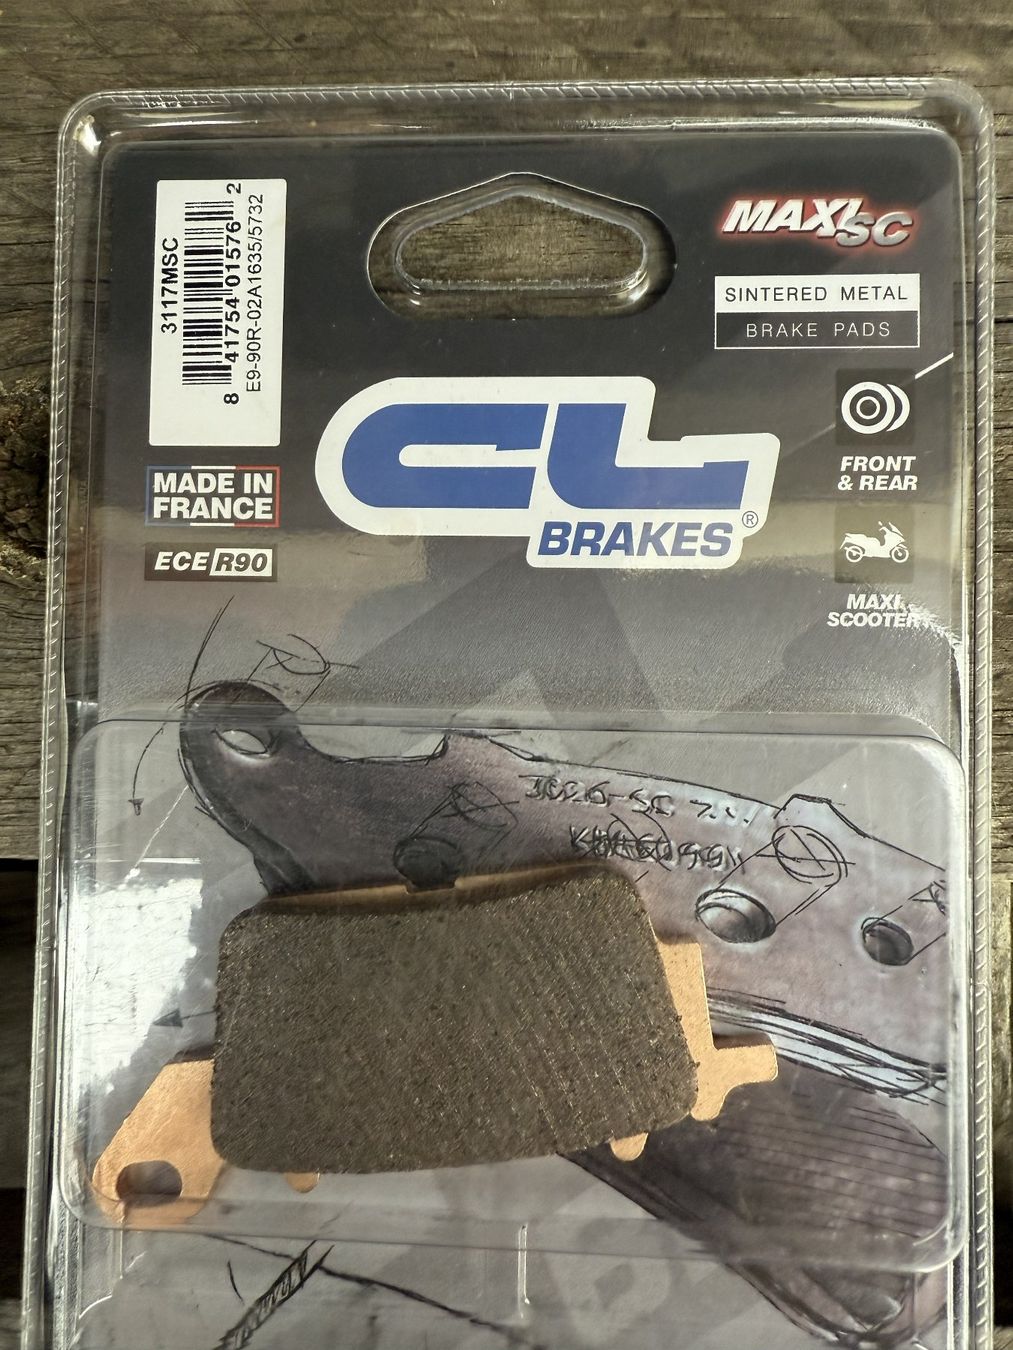 3117MSC
8 41754 01576 2
E9-90R-02A1635/5732
MAXI SC
SINTERED METAL
BRAKE PADS
CL
BRAKES®
FRONT
& REAR
MADE IN
FRANCE
ECE R90
MAXI
SCOOTER